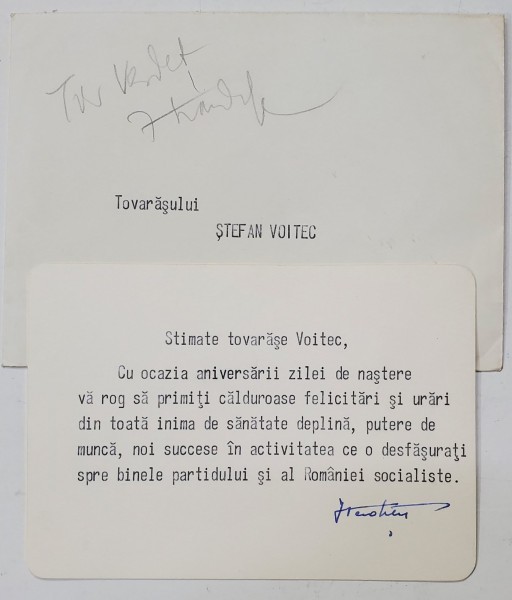 Tov Verdeț
Tovarăşului
ŞTEFAN VOITEC
Stimate tovarăşe Voitec,
Cu ocazia aniversării zilei de naştere
vă rog să primiţi călduroase felicitări şi urări
din toată inima de sănătate deplină, putere de
muncă, noi succese în activitatea ce o desfăşuraţi
spre binele partidului şi al României socialiste.